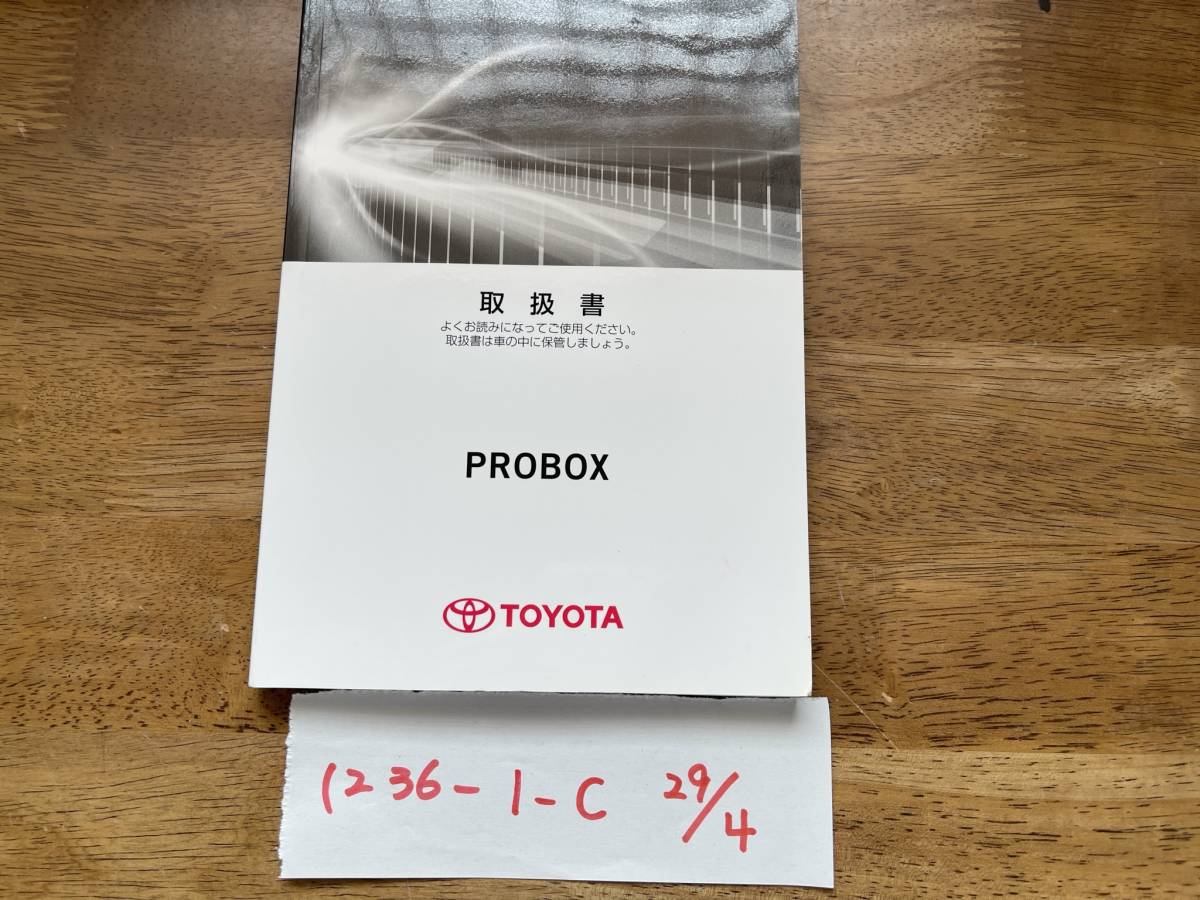 取扱書
よくお読みになってご使用ください。
取扱書は車の中に保管しましょう。
PROBOX
TOYOTA
1236-1-C 29/4